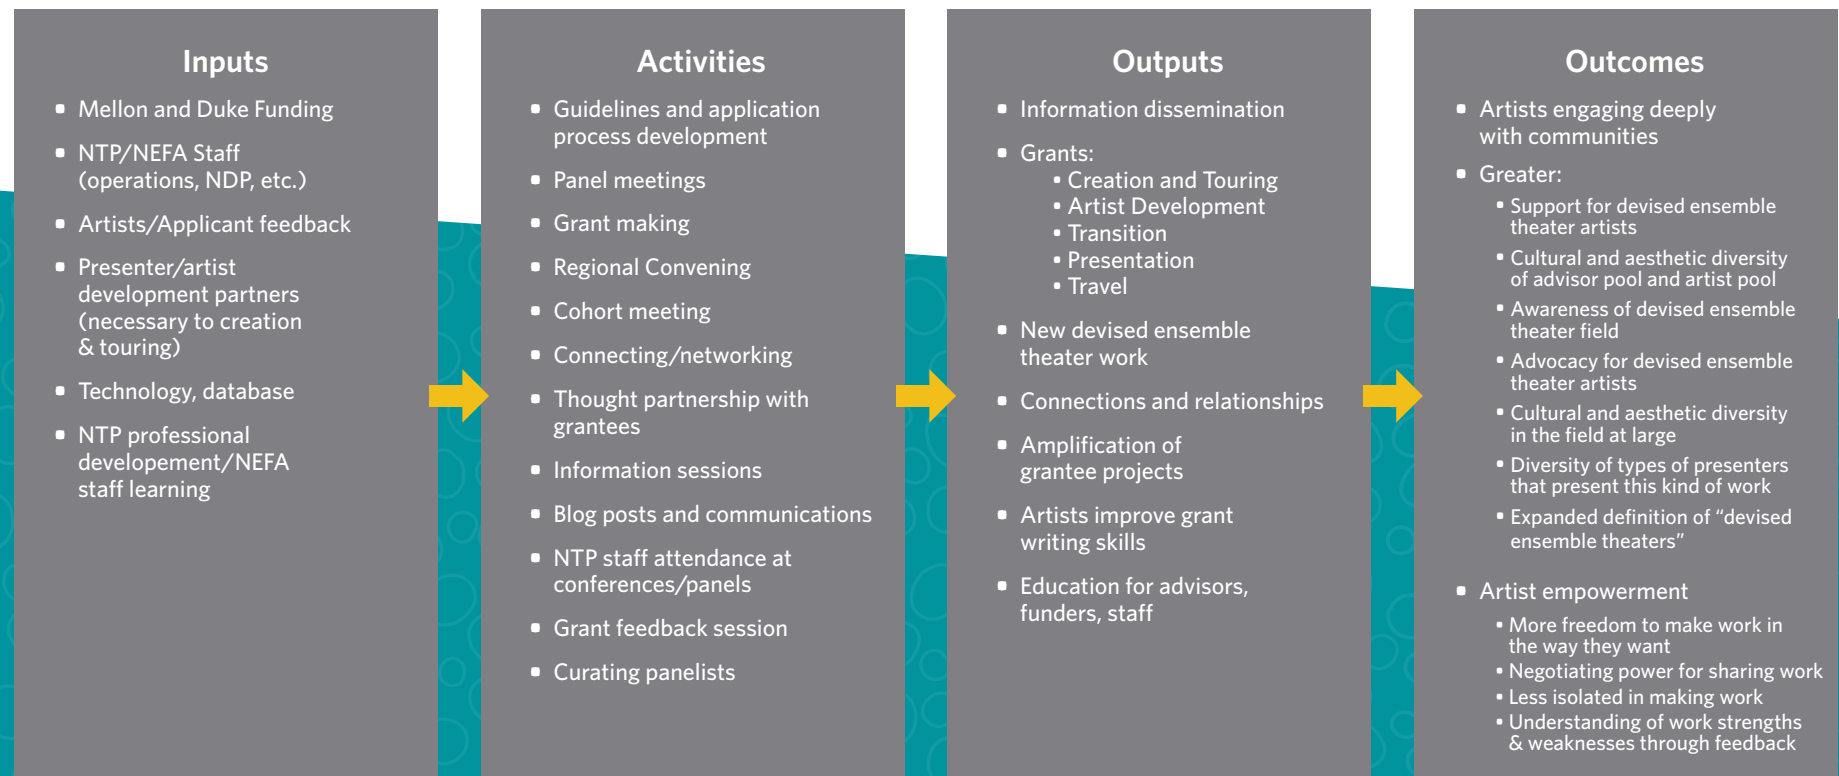 Inputs
▪ Mellon and Duke Funding
▪ NTP/NEFA Staff
(operations, NDP, etc.)
▪ Artists/Applicant feedback
▪ Presenter/artist
development partners
(necessary to creation
& touring)
▪ Technology, database
▪ NTP professional
developement/NEFA
staff learning
Activities
▪ Guidelines and application
process development
▪ Panel meetings
▪ Grant making
▪ Regional Convening
▪ Cohort meeting
▪ Connecting/networking
▪ Thought partnership with
grantees
▪ Information sessions
▪ Blog posts and communications
▪ NTP staff attendance at
conferences/panels
▪ Grant feedback session
▪ Curating panelists
Outputs
▪ Information dissemination
▪ Grants:
▪ Creation and Touring
▪ Artist Development
▪ Transition
▪ Presentation
▪ Travel
▪ New devised ensemble
theater work
▪ Connections and relationships
▪ Amplification of
grantee projects
▪ Artists improve grant
writing skills
▪ Education for advisors,
funders, staff
Outcomes
▪ Artists engaging deeply
with communities
▪ Greater:
▪ Support for devised ensemble
theater artists
▪ Cultural and aesthetic diversity
of advisor pool and artist pool
▪ Awareness of devised ensemble
theater field
▪ Advocacy for devised ensemble
theater artists
▪ Cultural and aesthetic diversity
in the field at large
▪ Diversity of types of presenters
that present this kind of work
▪ Expanded definition of “devised
ensemble theaters”
▪ Artist empowerment
▪ More freedom to make work in
the way they want
▪ Negotiating power for sharing work
▪ Less isolated in making work
▪ Understanding of work strengths
& weaknesses through feedback